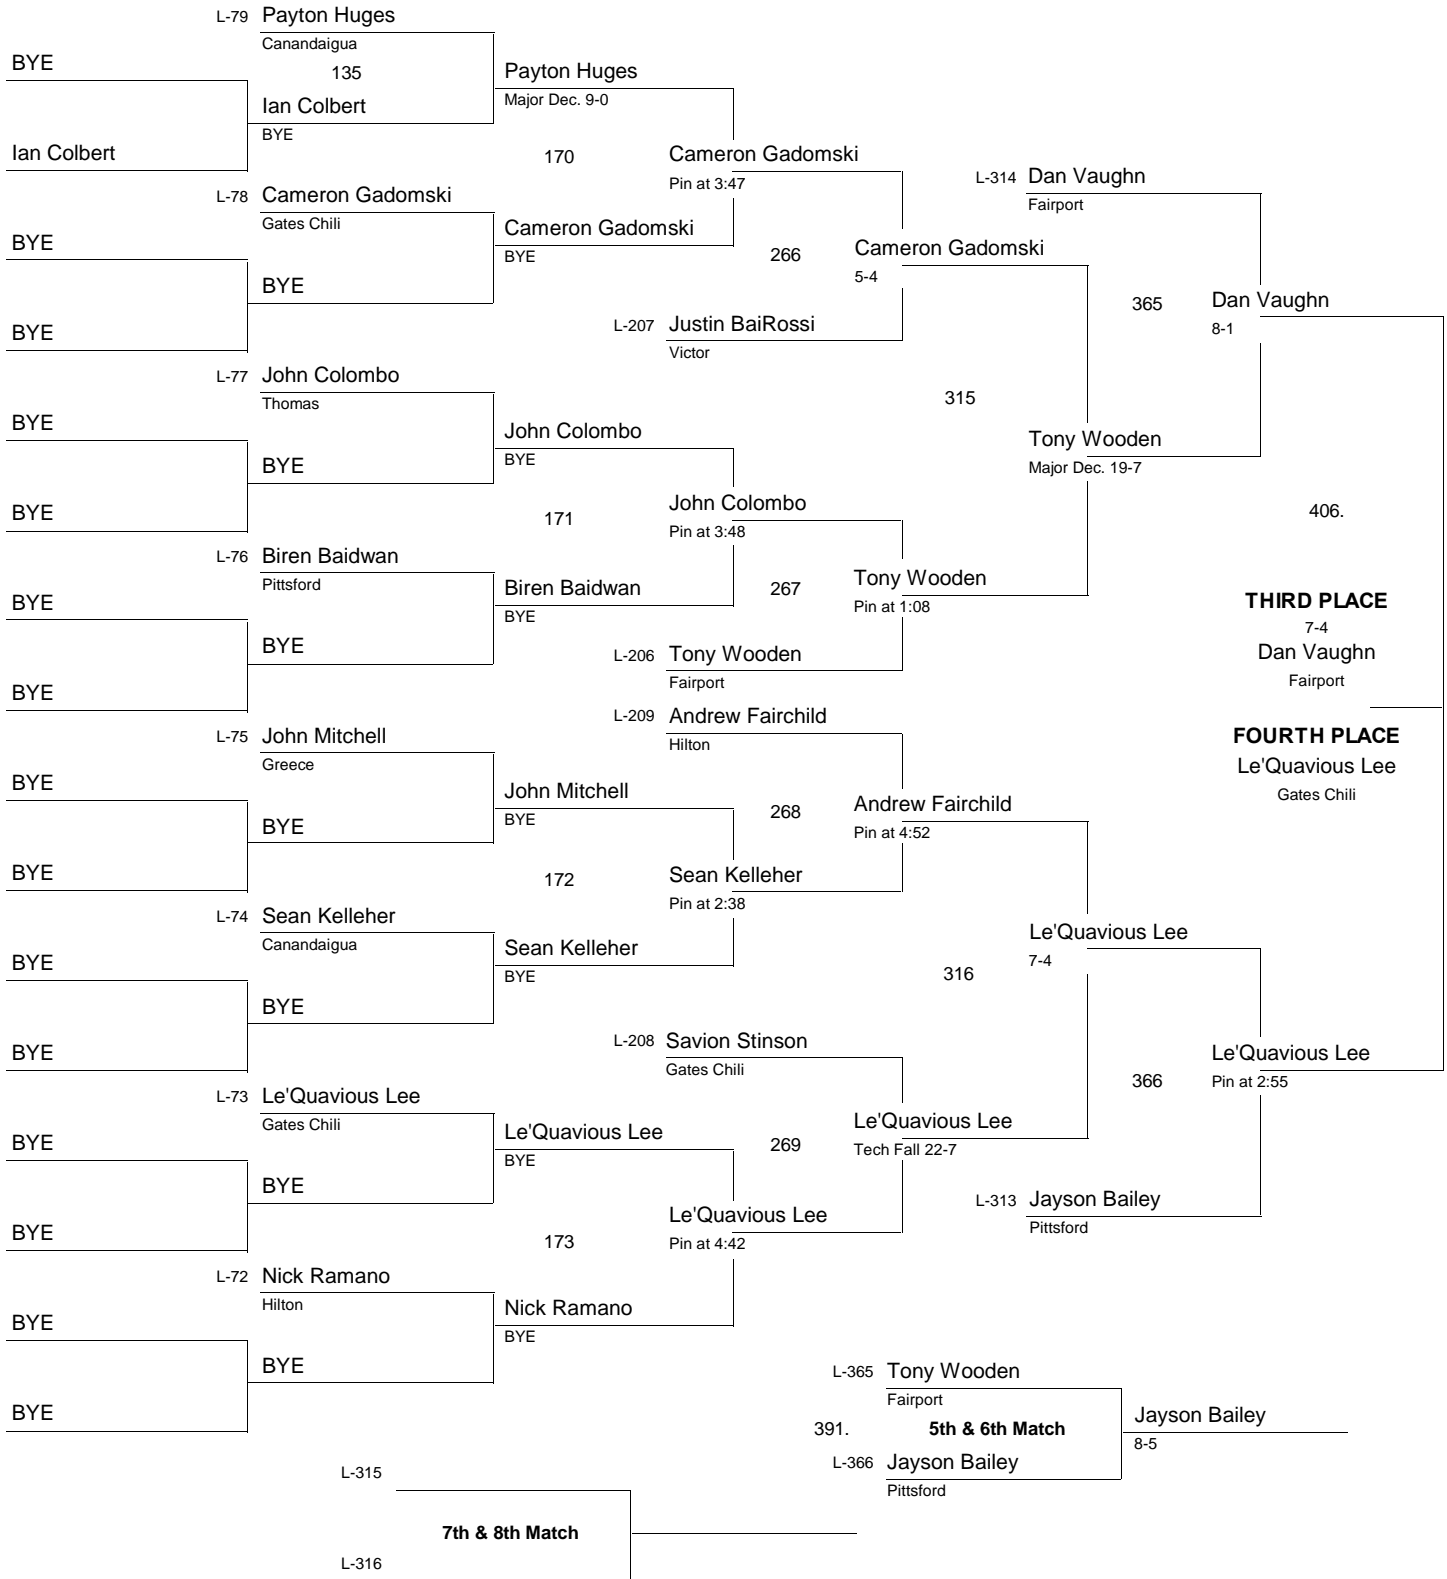 L-79 Payton Huges
Canandaigua
BYE
135
Payton Huges
Major Dec. 9-0
Ian Colbert
BYE
Ian Colbert
170
Cameron Gadomski
Pin at 3:47
L-314 Dan Vaughn
Fairport
L-78 Cameron Gadomski
Gates Chili
BYE
Cameron Gadomski
BYE
266
Cameron Gadomski
5-4
BYE
BYE
365
Dan Vaughn
8-1
L-207 Justin BaiRossi
Victor
L-77 John Colombo
Thomas
315
BYE
John Colombo
BYE
Tony Wooden
Major Dec. 19-7
BYE
BYE
171
John Colombo
Pin at 3:48
406.
L-76 Biren Baidwan
Pittsford
BYE
Biren Baidwan
BYE
267
Tony Wooden
Pin at 1:08
THIRD PLACE
7-4
Dan Vaughn
Fairport
BYE
L-206 Tony Wooden
Fairport
BYE
L-209 Andrew Fairchild
Hilton
L-75 John Mitchell
Greece
FOURTH PLACE
Le'Quavious Lee
Gates Chili
BYE
John Mitchell
BYE
268
Andrew Fairchild
Pin at 4:52
BYE
BYE
172
Sean Kelleher
Pin at 2:38
L-74 Sean Kelleher
Canandaigua
Le'Quavious Lee
7-4
BYE
Sean Kelleher
BYE
316
BYE
L-208 Savion Stinson
Gates Chili
BYE
Le'Quavious Lee
Pin at 2:55
366
L-73 Le'Quavious Lee
Gates Chili
BYE
Le'Quavious Lee
BYE
269
Le'Quavious Lee
Tech Fall 22-7
BYE
L-313 Jayson Bailey
Pittsford
BYE
173
Le'Quavious Lee
Pin at 4:42
L-72 Nick Ramano
Hilton
BYE
Nick Ramano
BYE
BYE
L-365 Tony Wooden
Fairport
BYE
391.
5th & 6th Match
Jayson Bailey
8-5
L-366 Jayson Bailey
Pittsford
L-315
7th & 8th Match
L-316